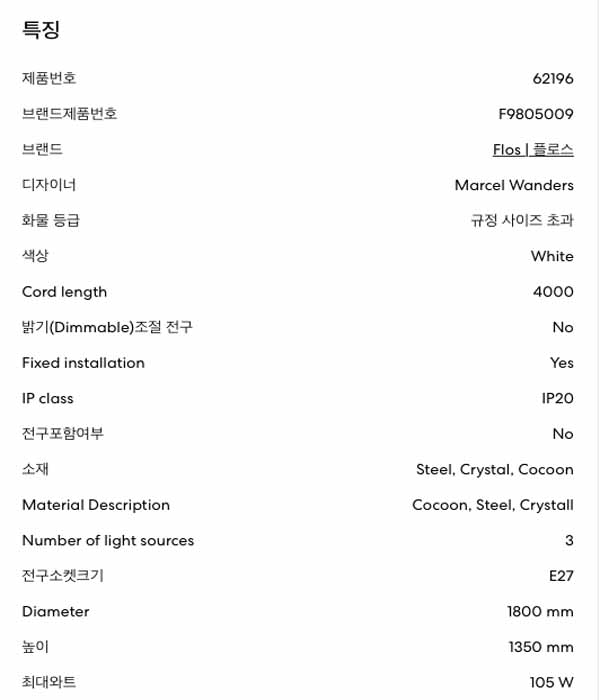 특징
제품번호 62196
브랜드제품번호 F9805009
브랜드 Flos | 플로스
디자이너 Marcel Wanders
화물 등급 규정 사이즈 초과
색상 White
Cord length 4000
밝기(Dimmable)조절 전구 No
Fixed installation Yes
IP class IP20
전구포함여부 No
소재 Steel, Crystal, Cocoon
Material Description Cocoon, Steel, Crystall
Number of light sources 3
전구소켓크기 E27
Diameter 1800 mm
높이 1350 mm
최대와트 105 W